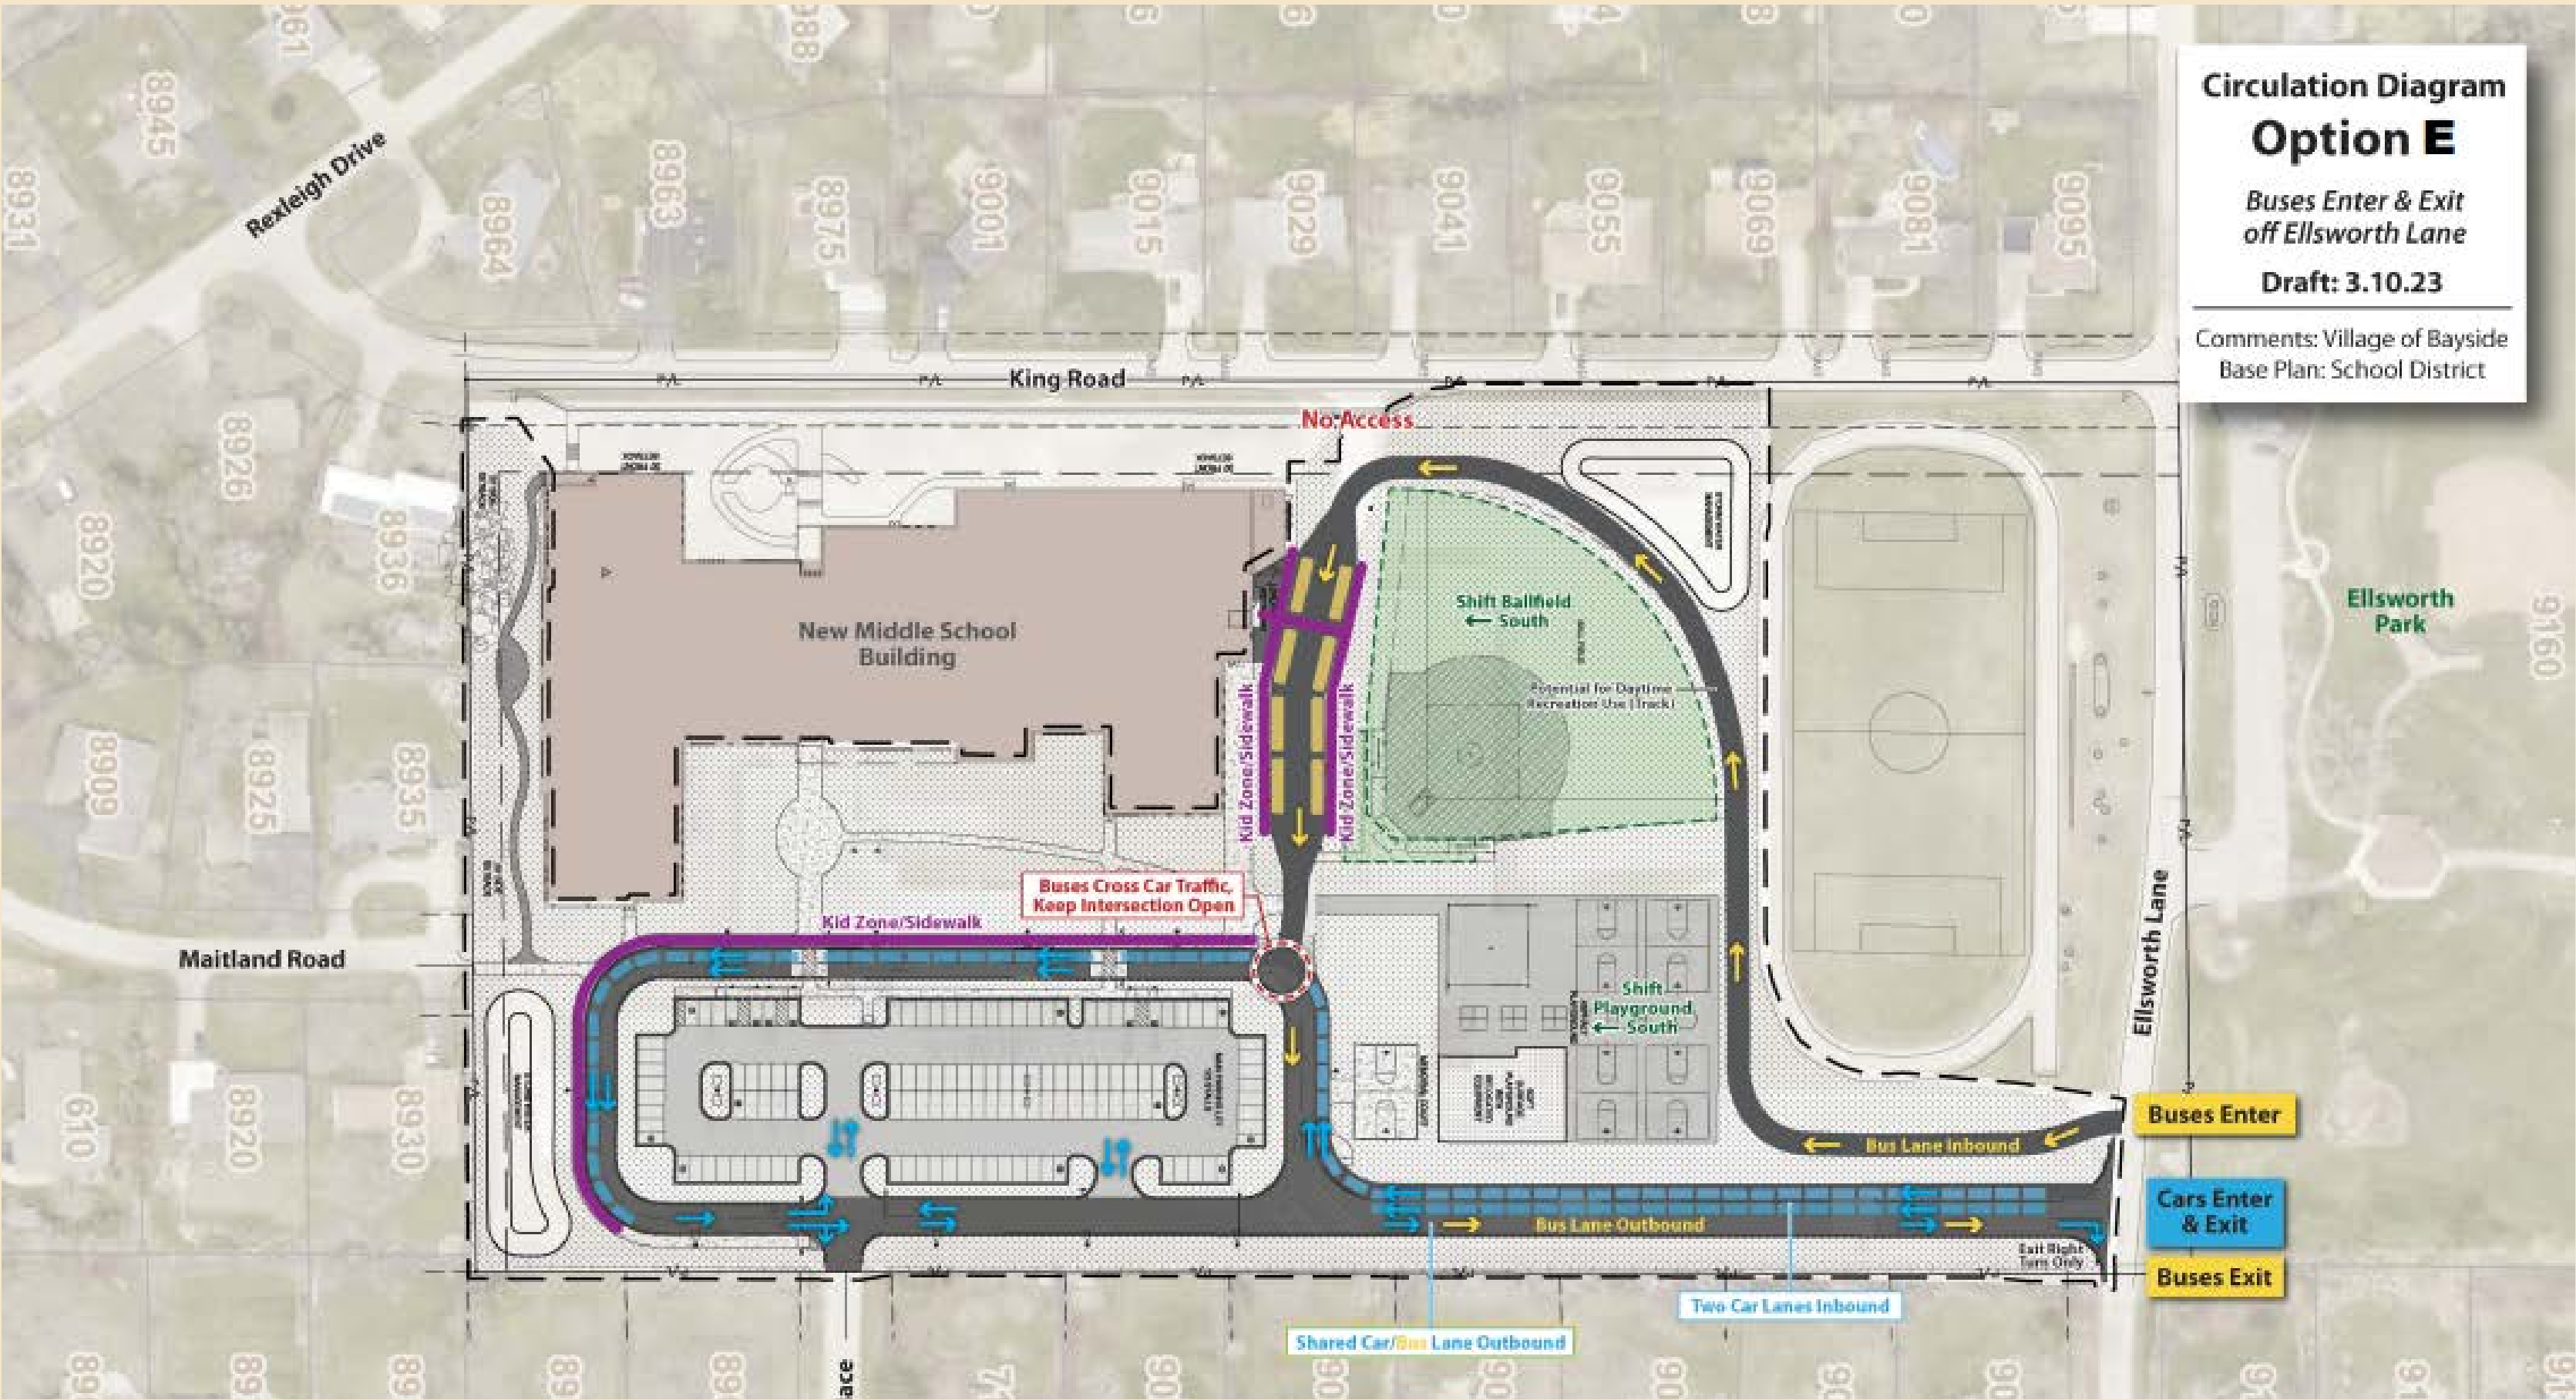 Circulation Diagram
Option E
Buses Enter & Exit
off Ellsworth Lane
Draft: 3.10.23
Comments: Village of Bayside
Base Plan: School District
8945
8931
Rexleigh Drive
8964
8963
8975
9001
9015
9029
9041
9055
9069
9081
9095
King Road
No Access
8926
8920
8936
New Middle School
Building
Shift Ballfield
← South
Potential for Daytime
Recreation Use (Track)
Ellsworth
Park
9160
8909
8925
8935
Kid Zone/Sidewalk
Kid Zone/Sidewalk
Buses Cross Car Traffic,
Keep Intersection Open
Kid Zone/Sidewalk
Maitland Road
Ellsworth Lane
Shift
Playground
← South
610
8920
8930
Buses Enter
Bus Lane Inbound
Cars Enter
& Exit
Bus Lane Outbound
Exit Right
Turn Only
Buses Exit
Two Car Lanes Inbound
Shared Car/Bus Lane Outbound
ace